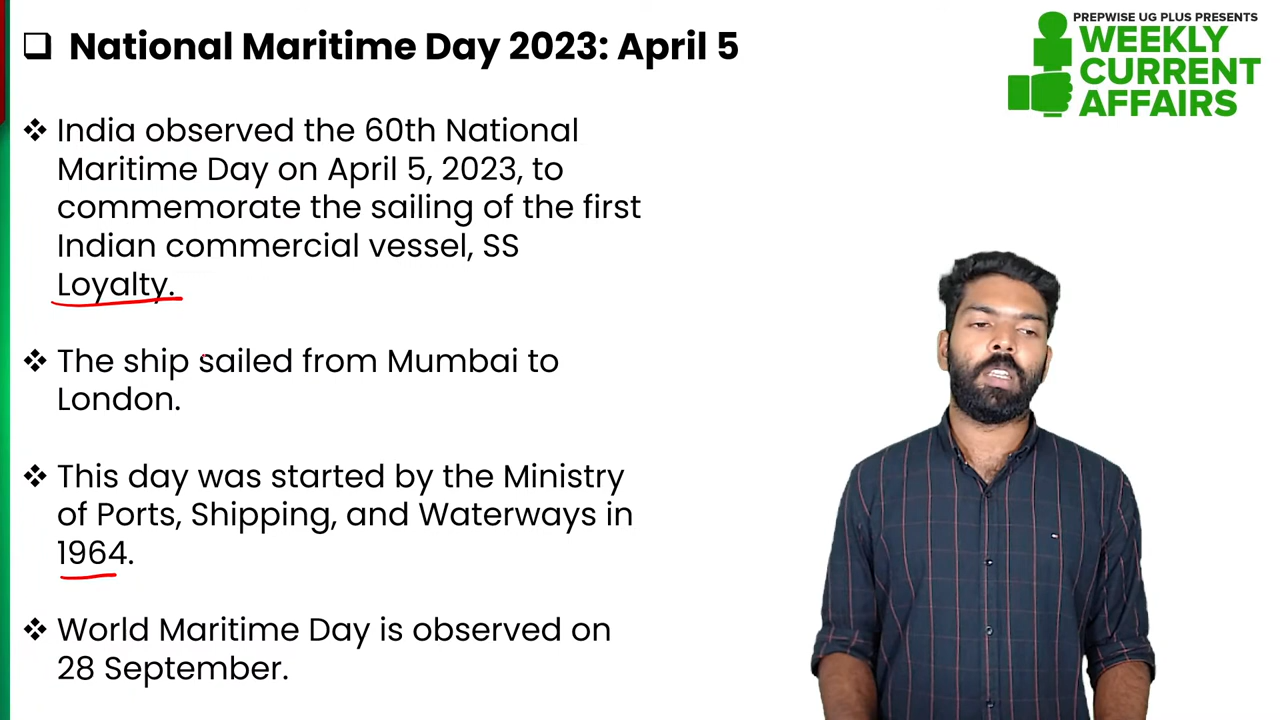 National Maritime Day 2023: April 5
PREPWISE UG PLUS PRESENTS
WEEKLY
CURRENT
AFFAIRS
India observed the 60th National
Maritime Day on April 5, 2023, to
commemorate the sailing of the first
Indian commercial vessel, SS
Loyalty.
The ship sailed from Mumbai to
London.
This day was started by the Ministry
of Ports, Shipping, and Waterways in
1964.
World Maritime Day is observed on
28 September.